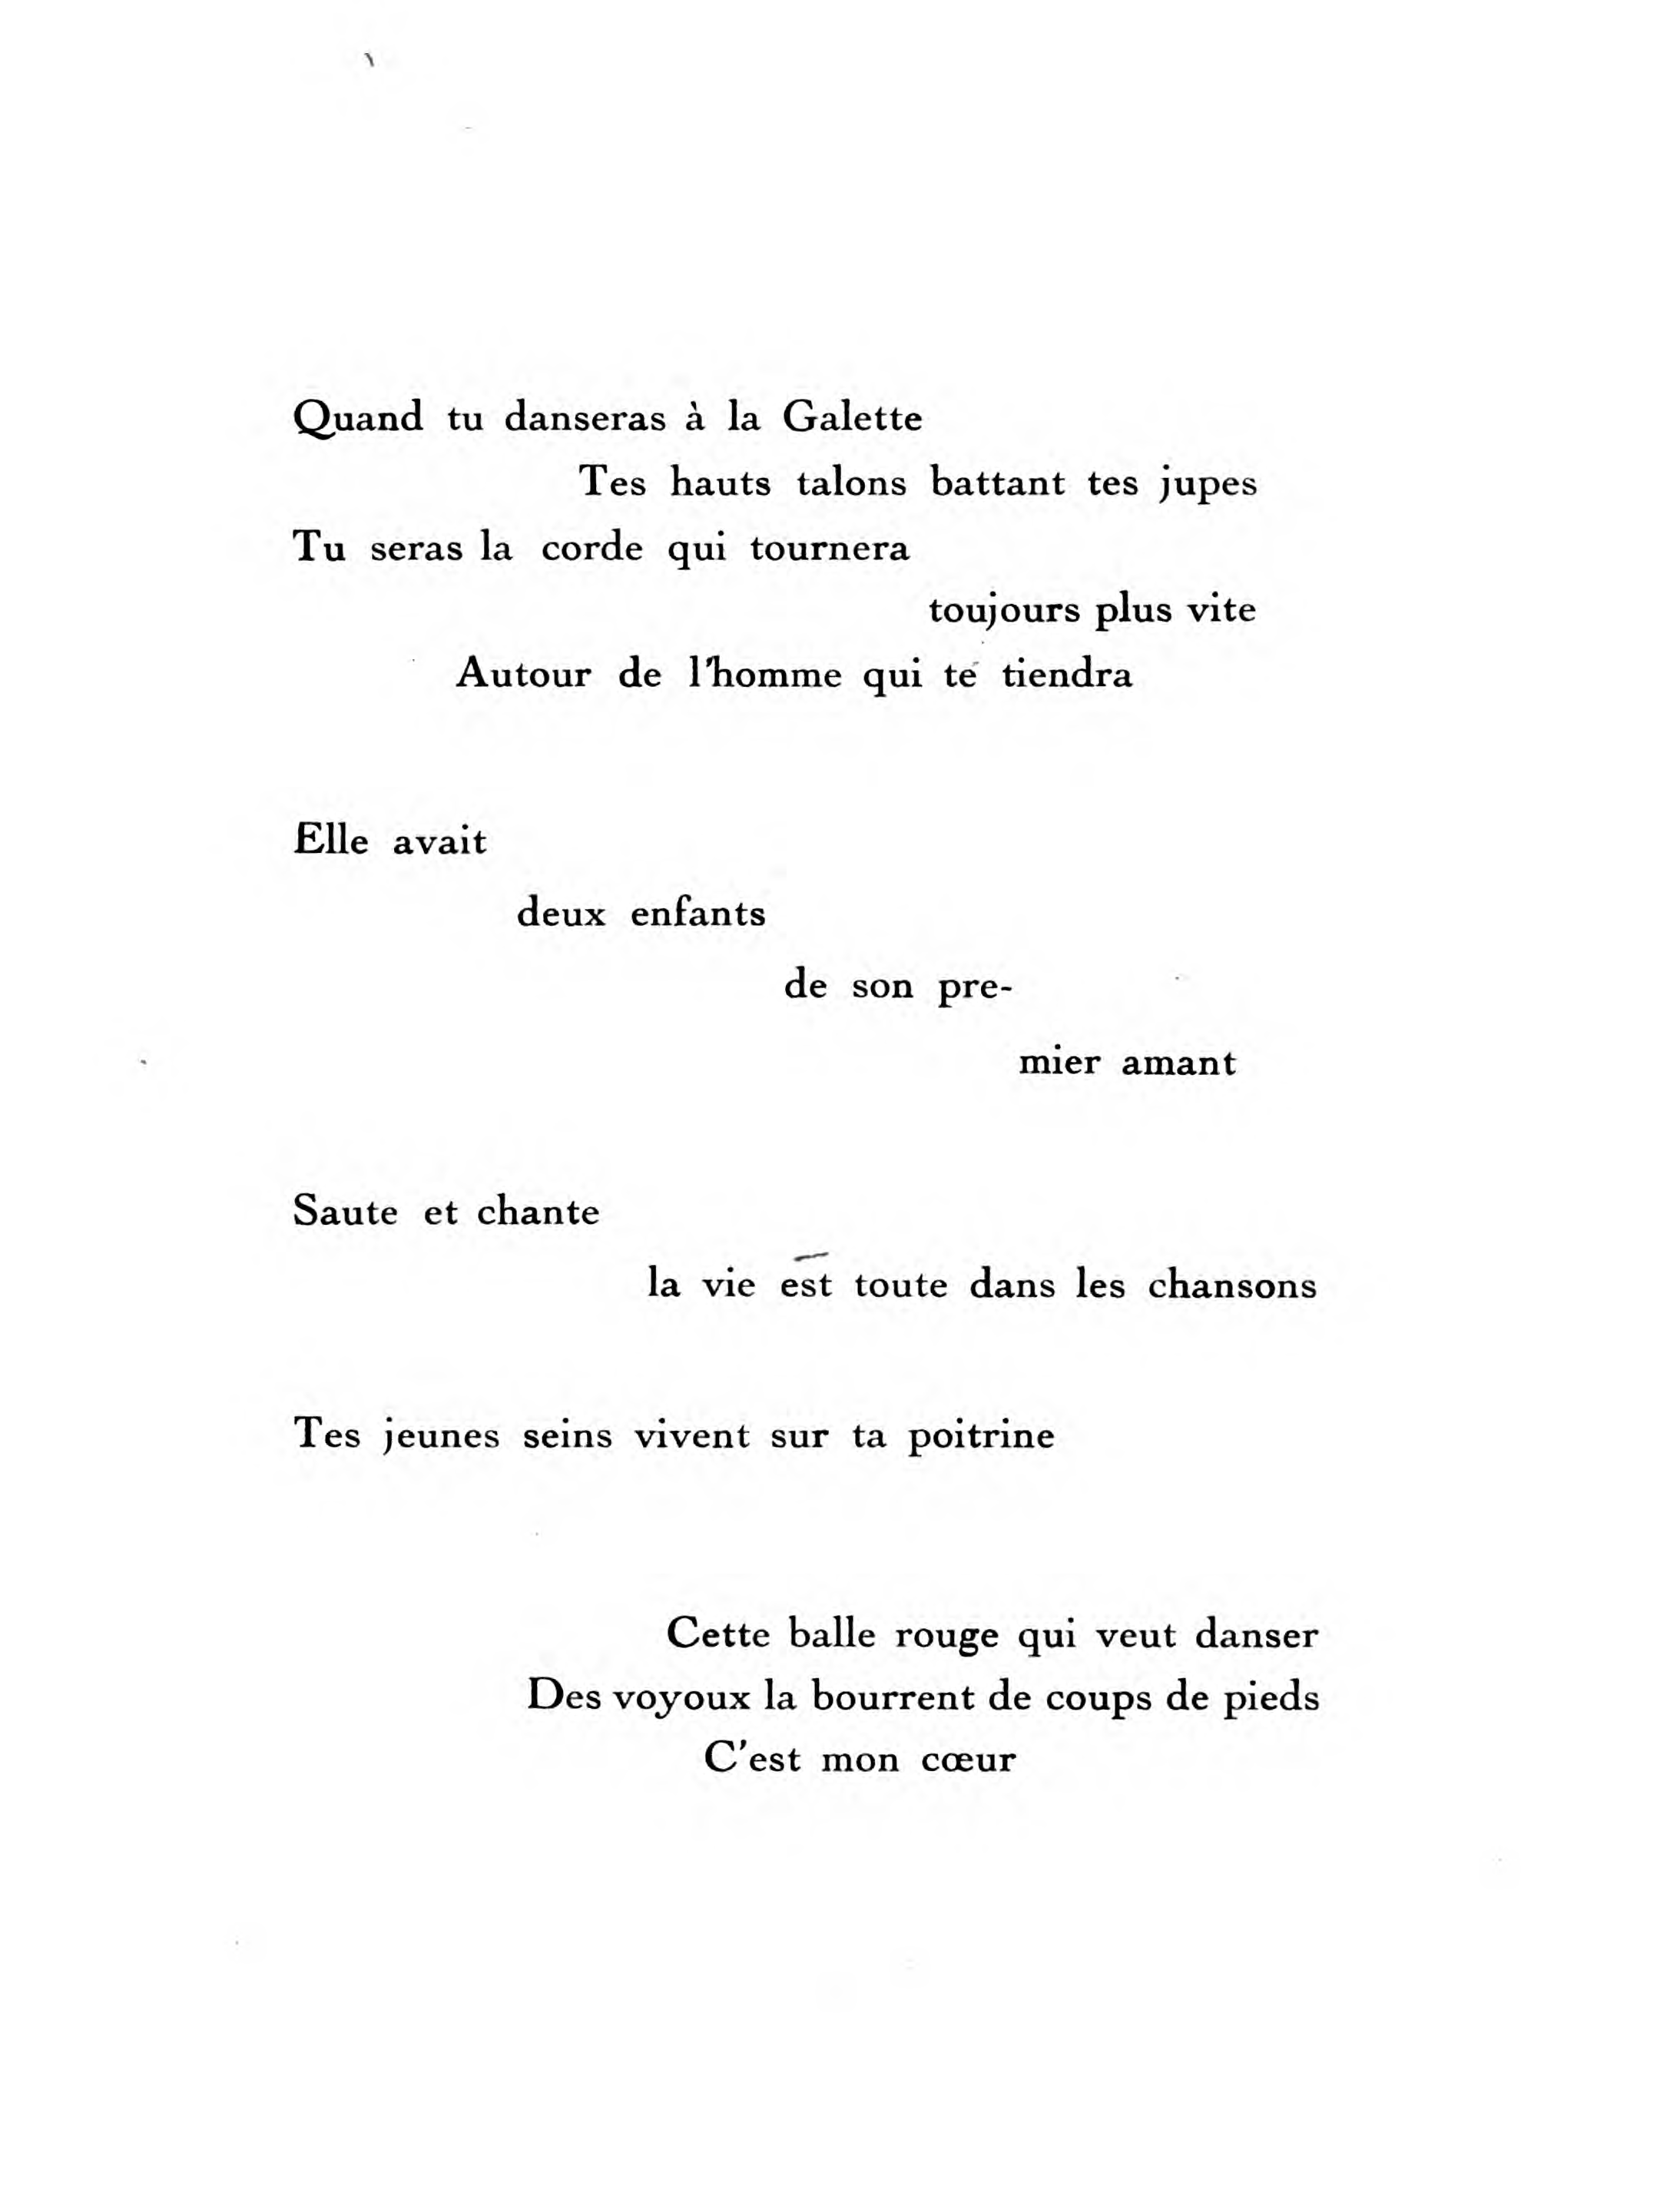 Quand tu danseras à la Galette
Tes hauts talons battant tes jupes
Tu seras la corde qui tournera
toujours plus vite
Autour de l'homme qui te tiendra
Elle avait
deux enfants
de son pre-
mier amant
Saute et chante
la vie est toute dans les chansons
Tes jeunes seins vivent sur ta poitrine
Cette balle rouge qui veut danser
Des voyoux la bourrent de coups de pieds
C'est mon cœur